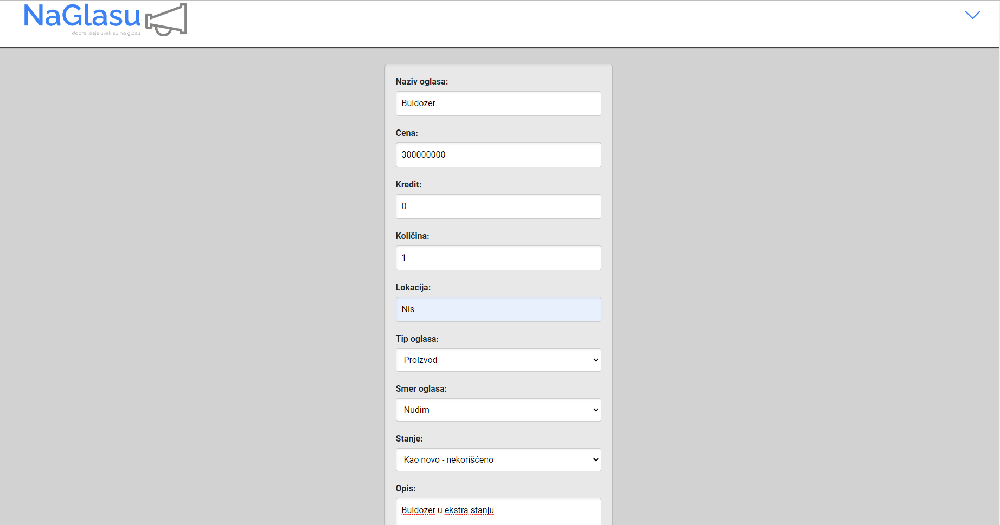 NaGlasu
dobre ideje uvek su na glasu
Naziv oglasa:
Buldozer
Cena:
300000000
Kredit:
0
Količina:
1
Lokacija:
Nis
Tip oglasa:
Proizvod
Smer oglasa:
Nudim
Stanje:
Kao novo - nekorišćeno
Opis:
Buldozer u ekstra stanju